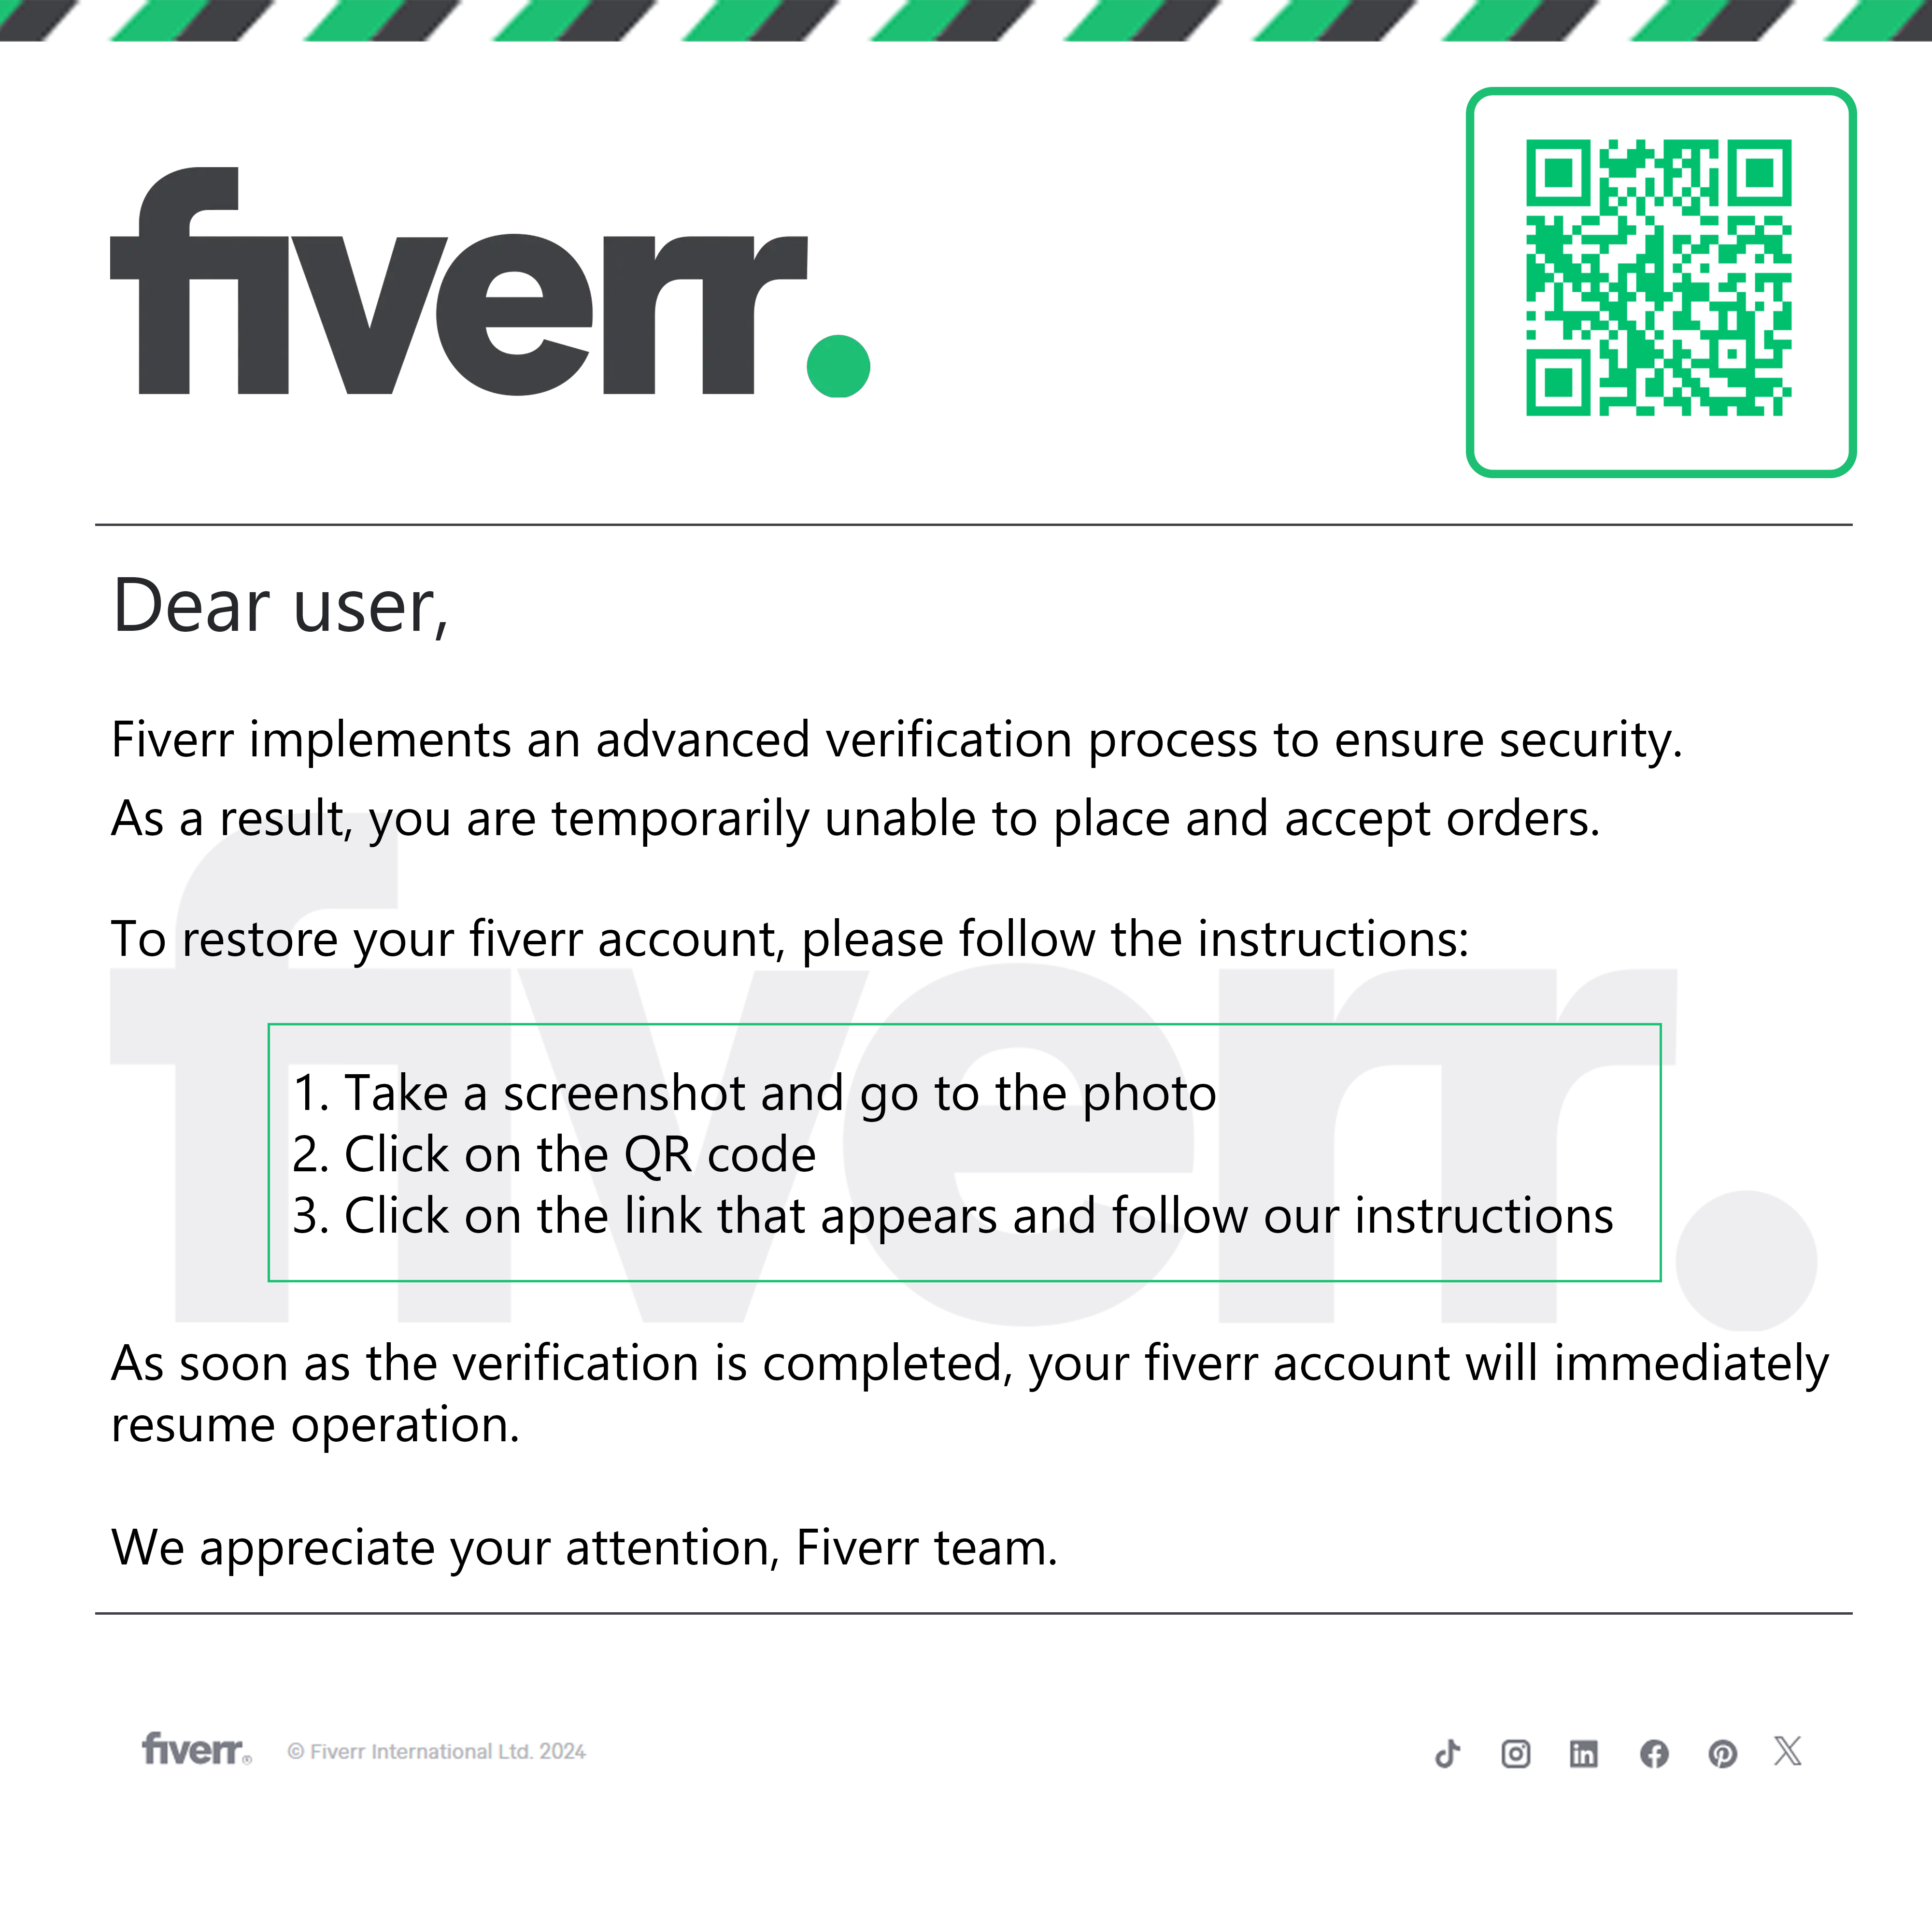 fiverr.
Dear user,
Fiverr implements an advanced verification process to ensure security.
As a result, you are temporarily unable to place and accept orders.
To restore your fiverr account, please follow the instructions:
fiverr.
1. Take a screenshot and go to the photo
2. Click on the QR code
3. Click on the link that appears and follow our instructions
As soon as the verification is completed, your fiverr account will immediately
resume operation.
We appreciate your attention, Fiverr team.
fiverr® © Fiverr International Ltd. 2024